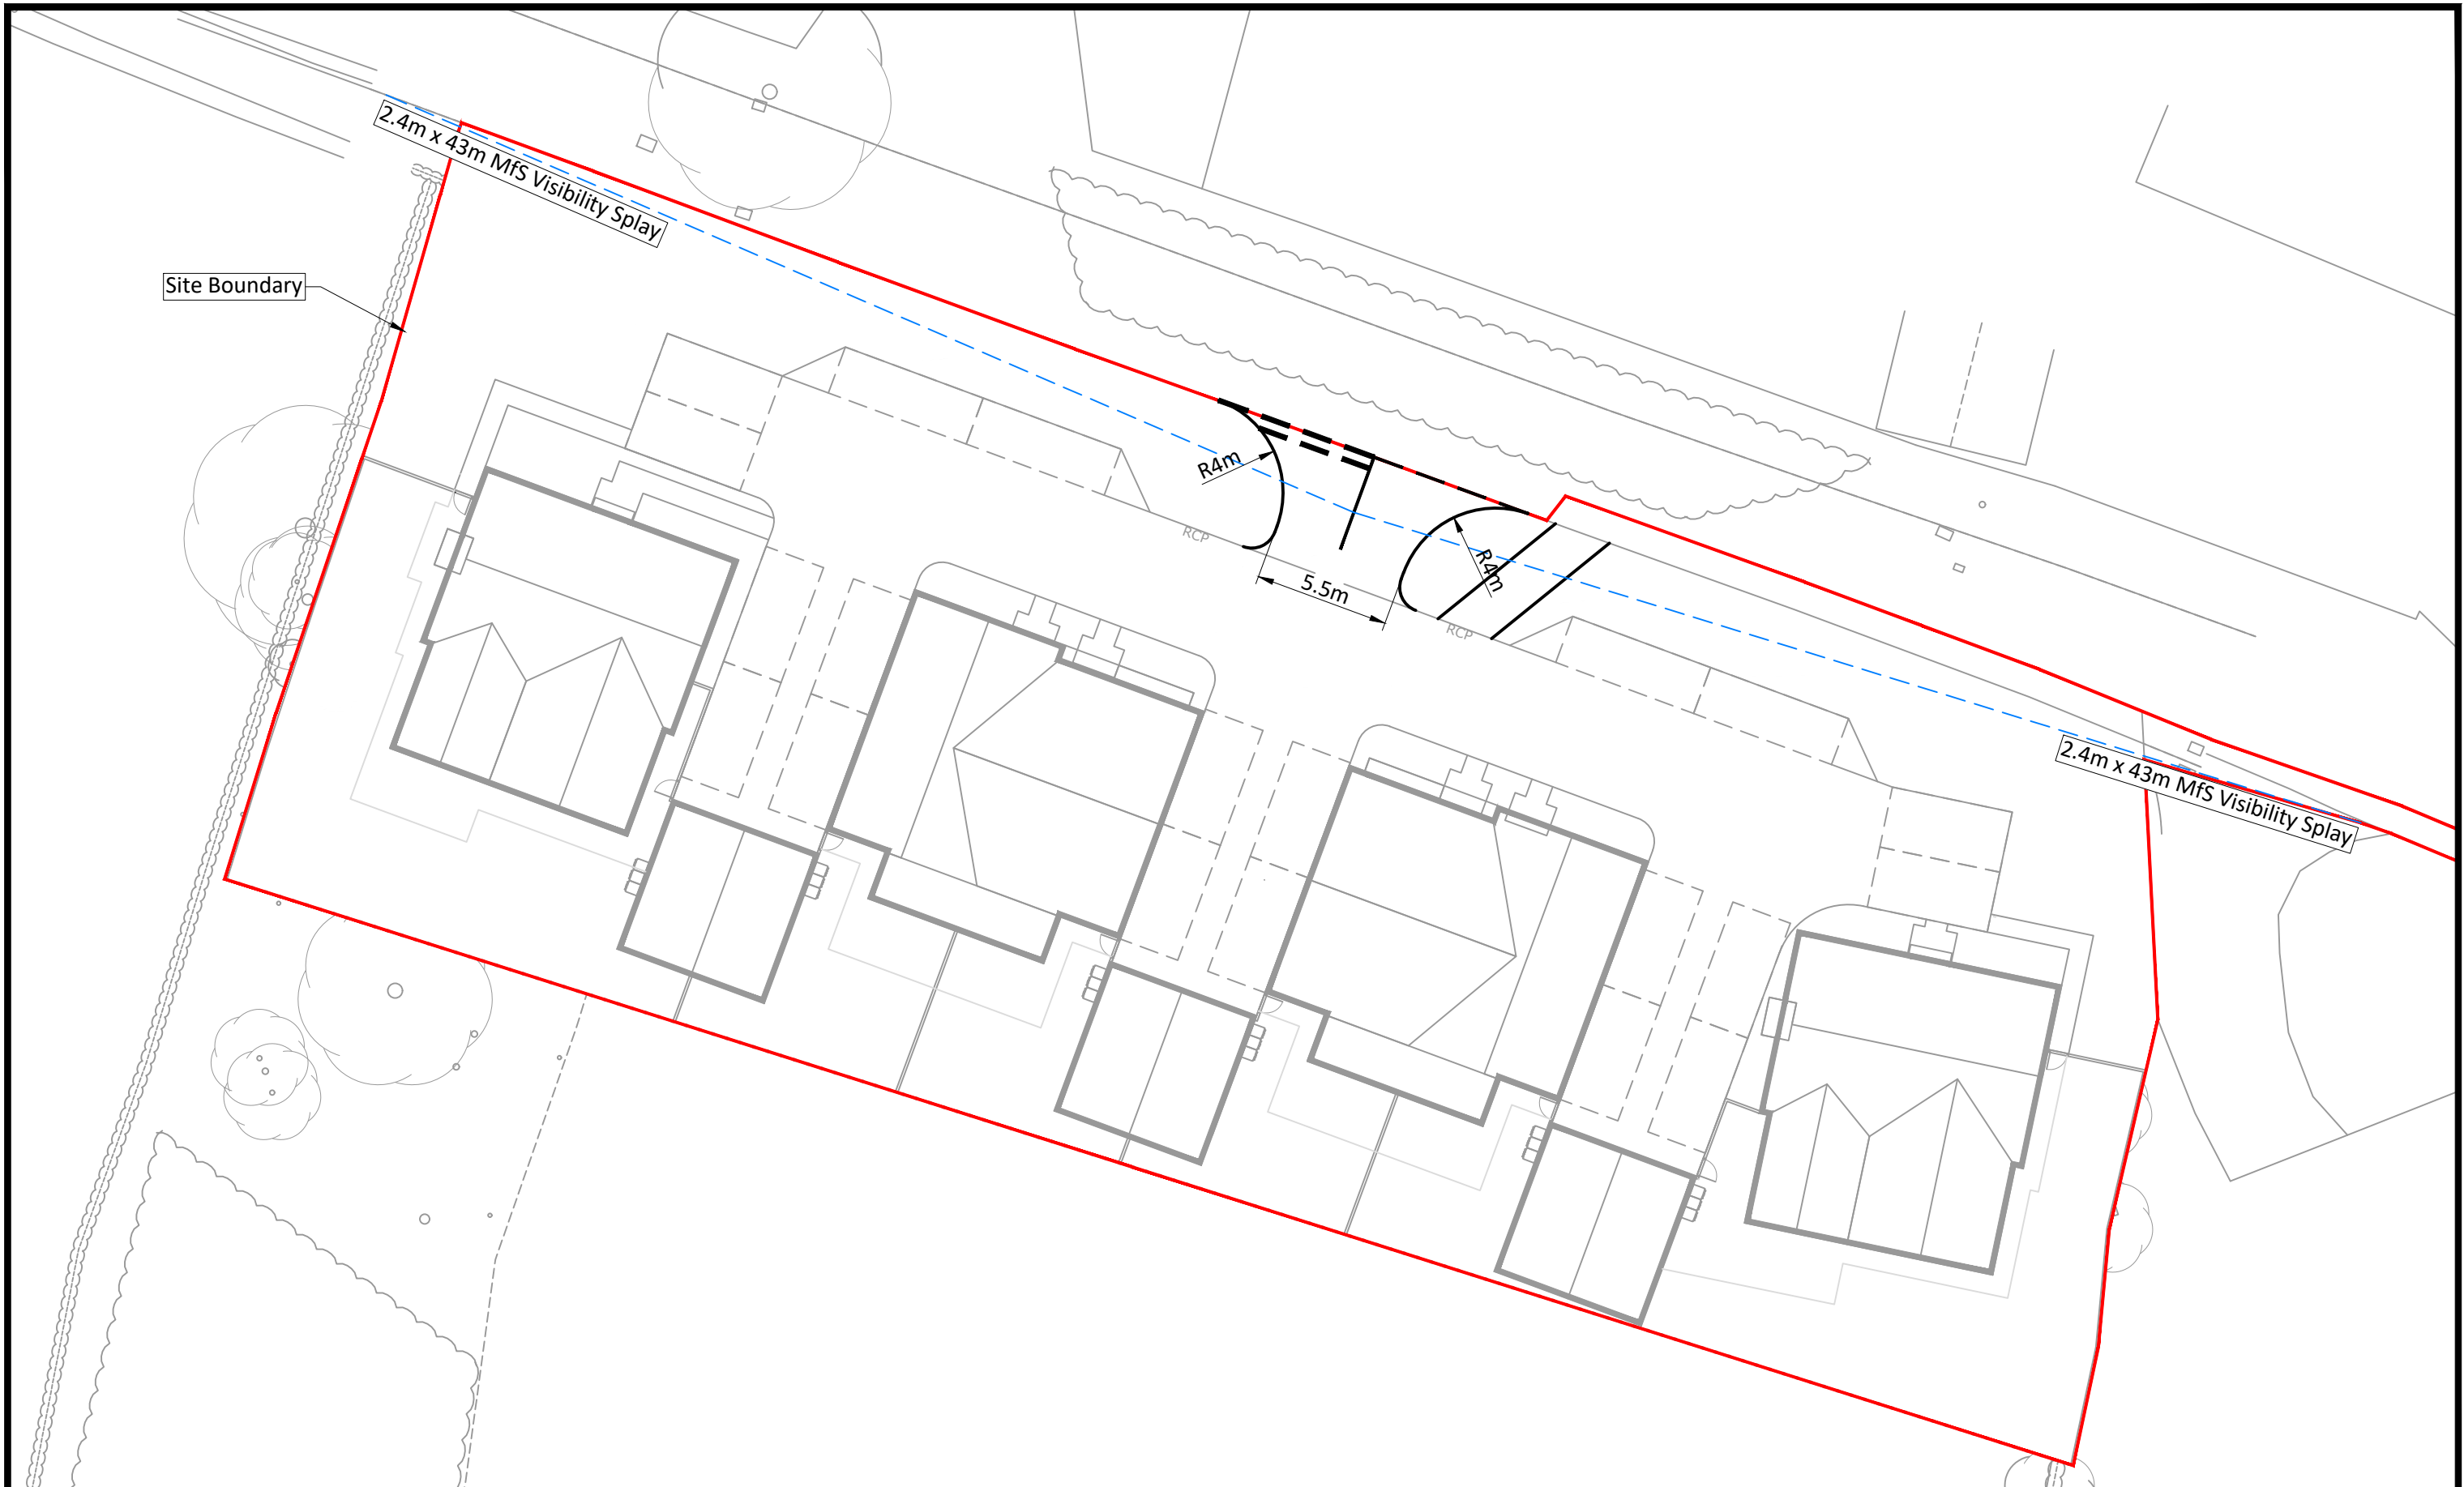 2.4m x 43m MfS Visibility Splay
Site Boundary
R4m
RCP
R4m
5.5m
RCP
2.4m x 43m MfS Visibility Splay